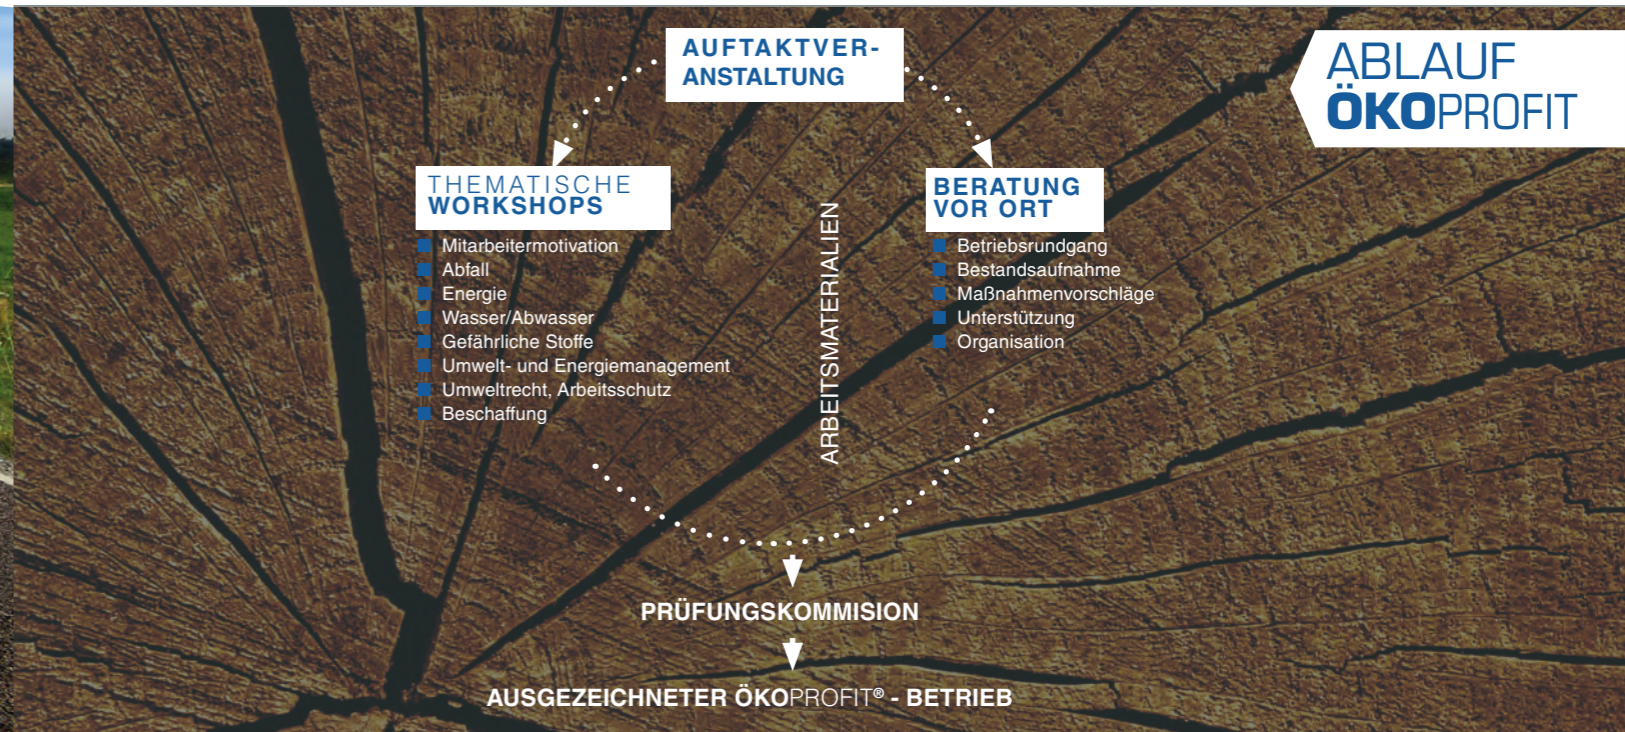 AUFTAKTVER-
ANSTALTUNG
ABLAUF
ÖKOPROFIT
THEMATISCHE
WORKSHOPS
Mitarbeitermotivation
Abfall
Energie
Wasser/Abwasser
Gefährliche Stoffe
Umwelt- und Energiemanagement
Umweltrecht, Arbeitsschutz
Beschaffung
ARBEITSMATERIALIEN
BERATUNG
VOR ORT
Betriebsrundgang
Bestandsaufnahme
Maßnahmenvorschläge
Unterstützung
Organisation
PRÜFUNGSKOMMISION
AUSGEZEICHNETER ÖKOPROFIT® - BETRIEB